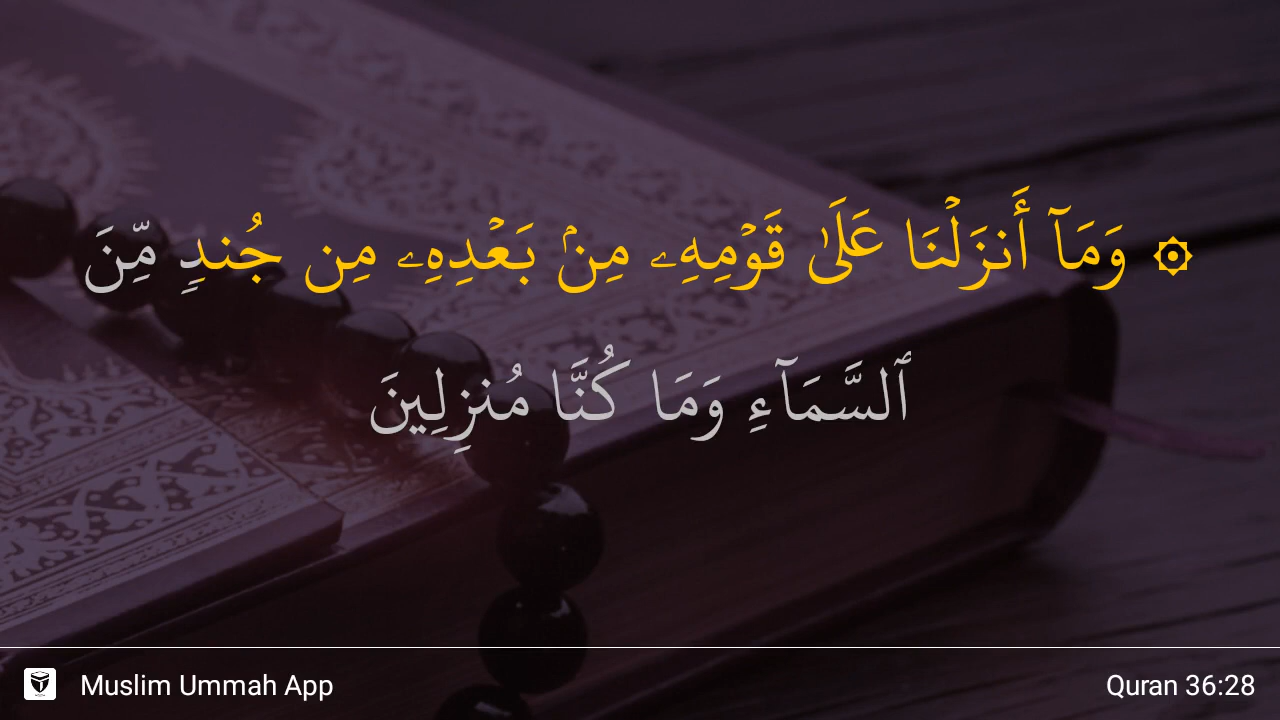 ۞ وَمَآ أَنزَلۡنَا عَلَىٰ قَوۡمِهِۦ مِنۢ بَعۡدِهِۦ مِن جُندٖ مِّنَ
ٱلسَّمَآءِ وَمَا كُنَّا مُنزِلِينَ
Muslim Ummah App
Quran 36:28